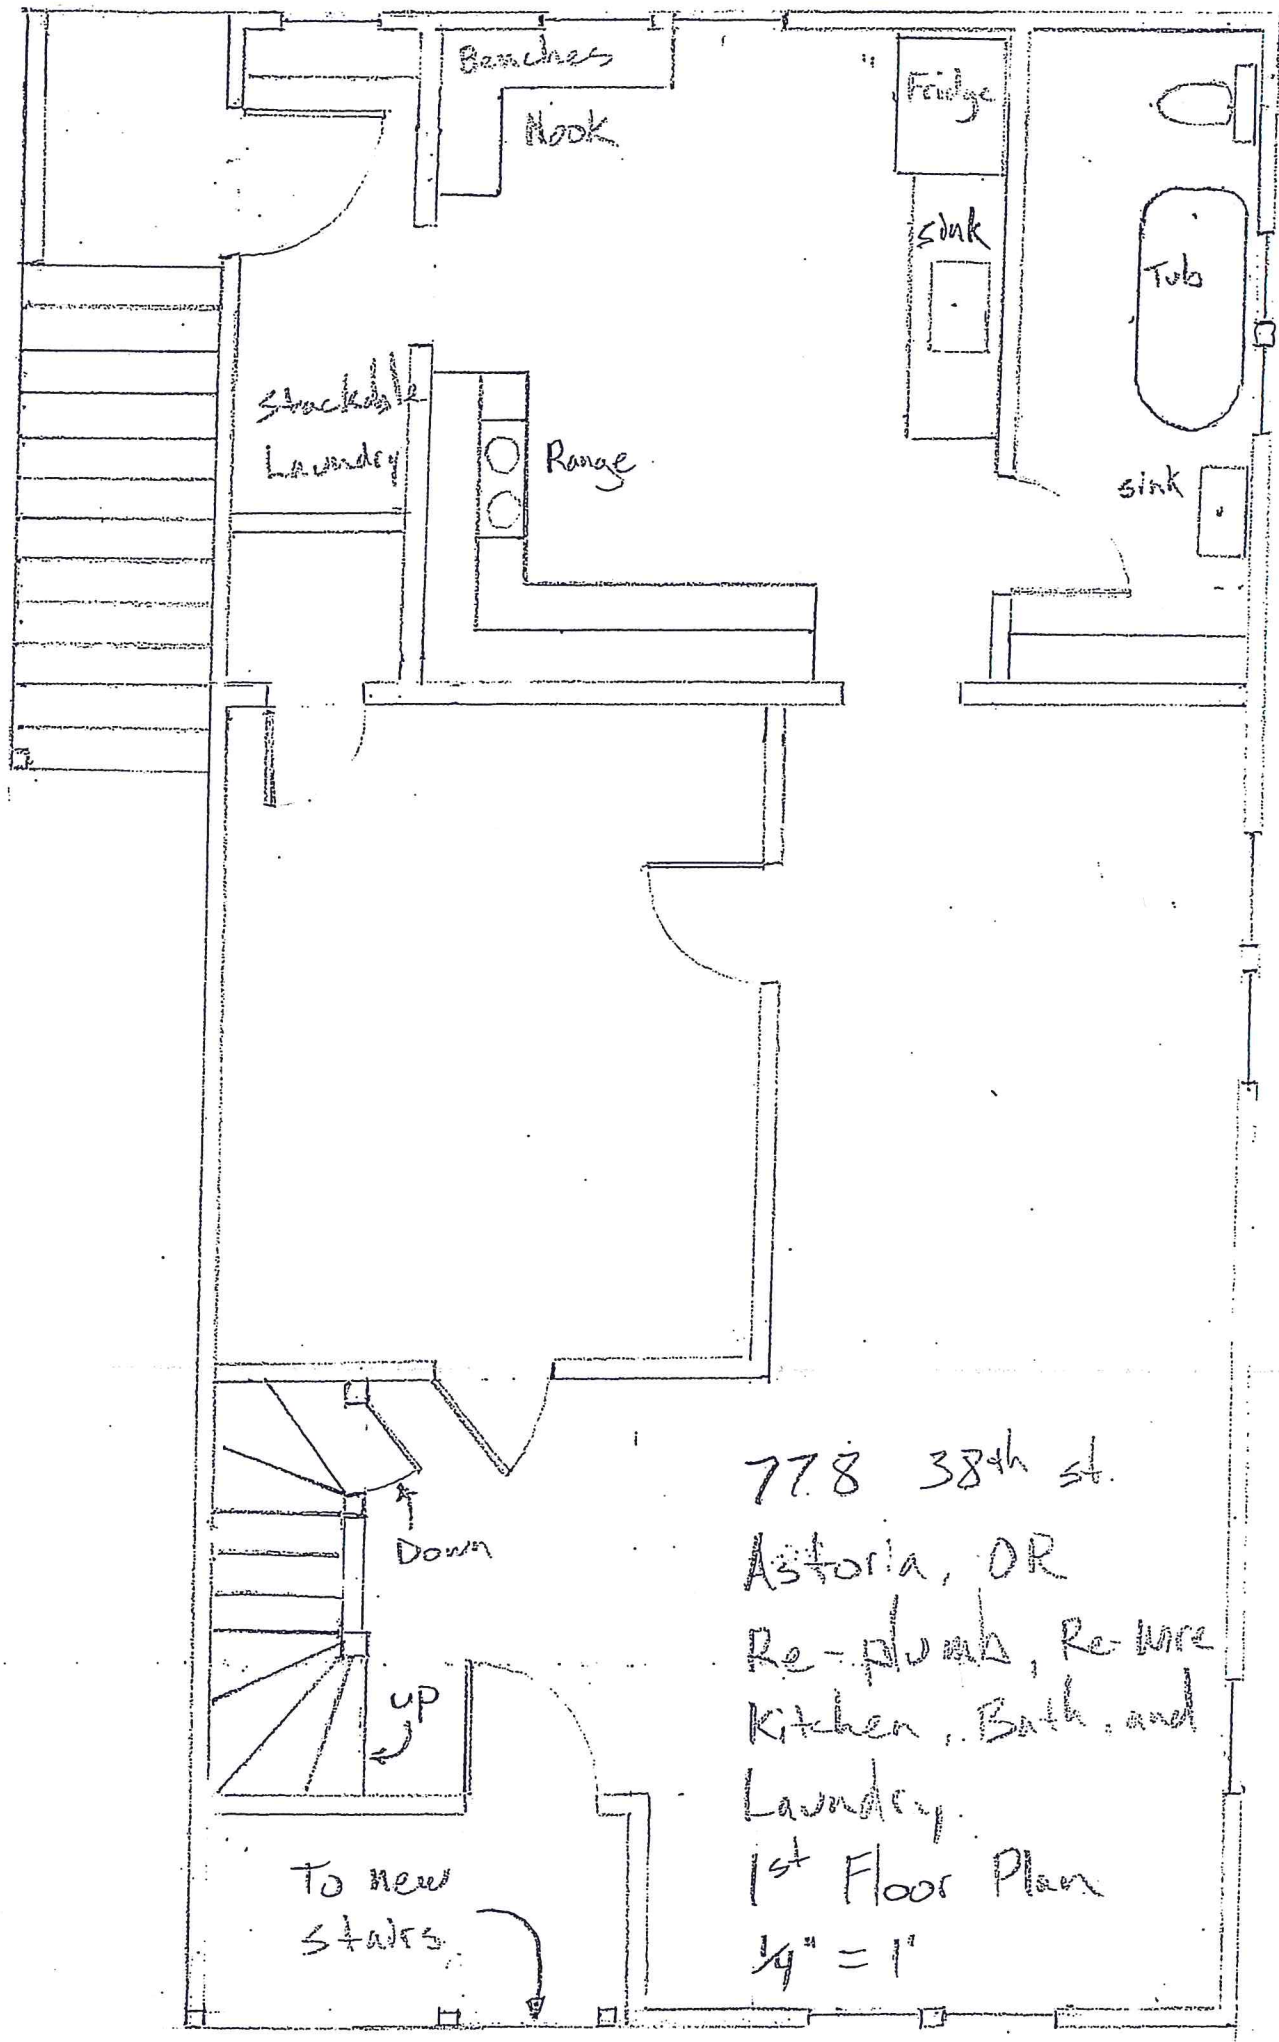 Benches
Nook
Fridge
sink
Tub
Stackable
Laundry
Range
sink
Down
up
To new
stairs
778 38th st.
Astoria, OR
Re-plumb, Re-wire
Kitchen, Bath, and
Laundry.
1st Floor Plan
1/4" = 1'